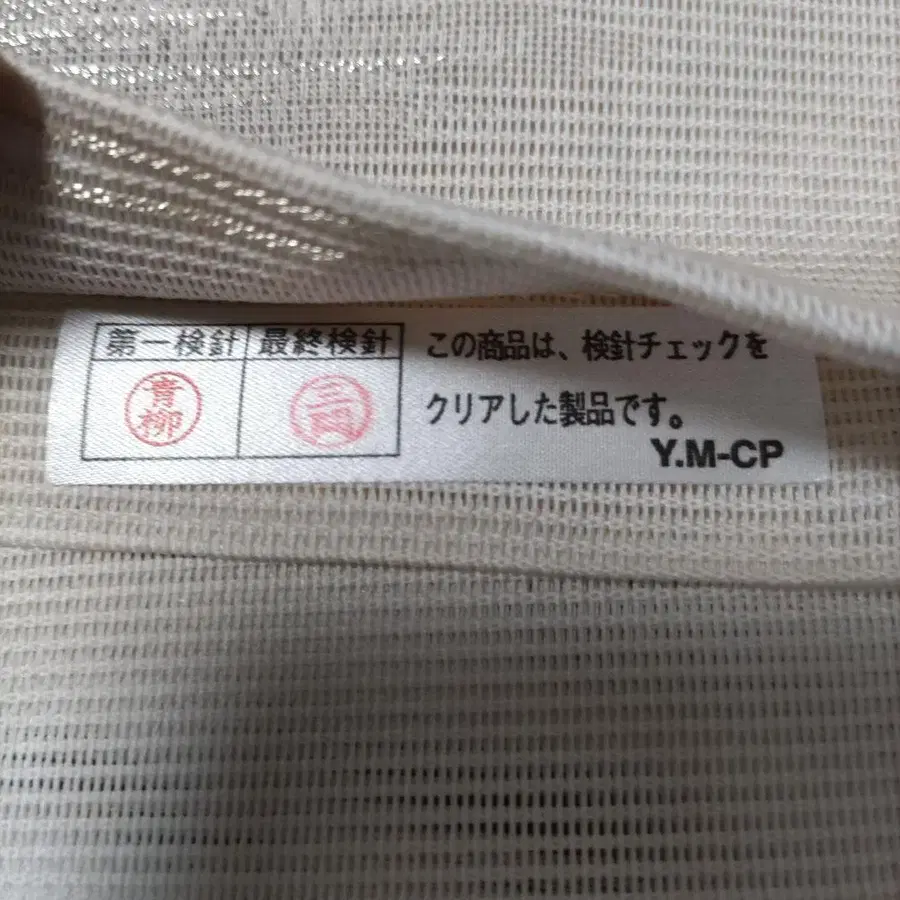 第一検針 最終検針
青柳
この商品は、検針チェックを
クリアした製品です。
Y.M-CP